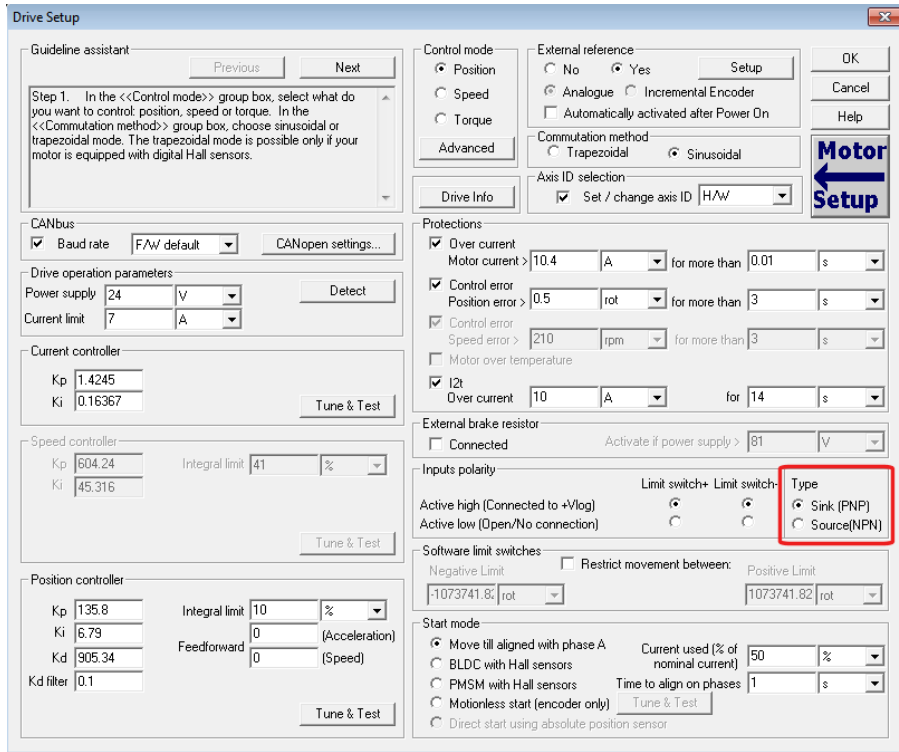 Drive Setup
Guideline assistant
Previous
Next
Step 1. In the <<Control mode>> group box, select what do
you want to control: position, speed or torque. In the
<<Commutation method>> group box, choose sinusoidal or
trapezoidal mode. The trapezoidal mode is possible only if your
motor is equipped with digital Hall sensors.
Control mode
Position
Speed
Torque
Advanced
External reference
No Yes Setup
Analogue Incremental Encoder
Automatically activated after Power On
Commutation method
Trapezoidal Sinusoidal
OK
Cancel
Help
Motor
Setup
Drive Info
Axis ID selection
Set / change axis ID H/W
CANbus
Baud rate F/W default CANopen settings...
Drive operation parameters
Power supply 24 V Detect
Current limit 7 A
Current controller
Kp 1.4245
Ki 0.16367
Tune & Test
Speed controller
Kp 604.24 Integral limit 41 %
Ki 45.316
Tune & Test
Position controller
Kp 135.8 Integral limit 10 %
Ki 6.79 Feedforward 0 (Acceleration)
Kd 905.34 0 (Speed)
Kd filter 0.1
Tune & Test
Protections
Over current
Motor current > 10.4 A for more than 0.01 s
Control error
Position error > 0.5 rot for more than 3 s
Control error
Speed error > 210 rpm for more than 3 s
Motor over temperature
I2t
Over current 10 A for 14 s
External brake resistor
Connected Activate if power supply > 81 V
Inputs polarity
Limit switch+ Limit switch- Type
Active high (Connected to +Vlog) Sink (PNP)
Active low (Open/No connection) Source(NPN)
Software limit switches
Restrict movement between:
Negative Limit Positive Limit
-1073741.82 rot 1073741.82 rot
Start mode
Move till aligned with phase A
BLDC with Hall sensors
PMSM with Hall sensors
Motionless start (encoder only) Tune & Test
Direct start using absolute position sensor
Current used (% of
nominal current) 50 %
Time to align on phases 1 s